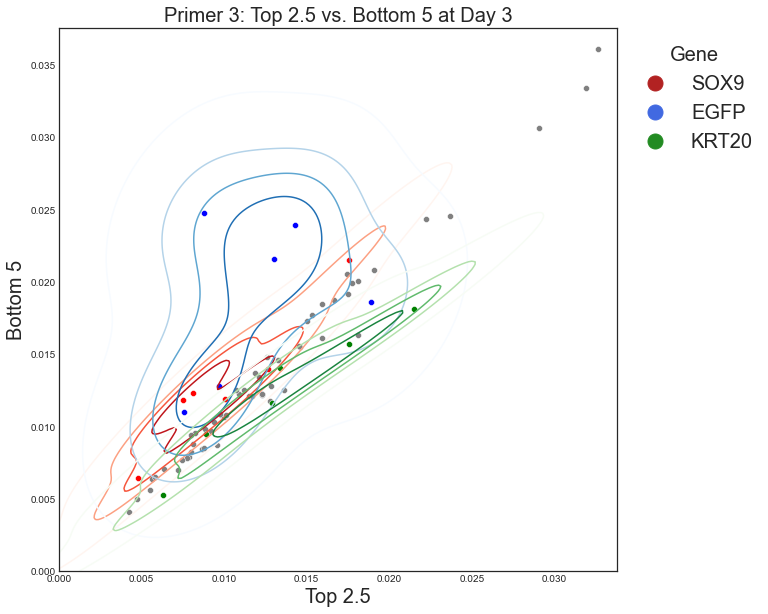 Primer 3: Top 2.5 vs. Bottom 5 at Day 3
Gene
SOX9
EGFP
KRT20
Bottom 5
0.035
0.030
0.025
0.020
0.015
0.010
0.005
0.000
0.000 0.005 0.010 0.015 0.020 0.025 0.030
Top 2.5